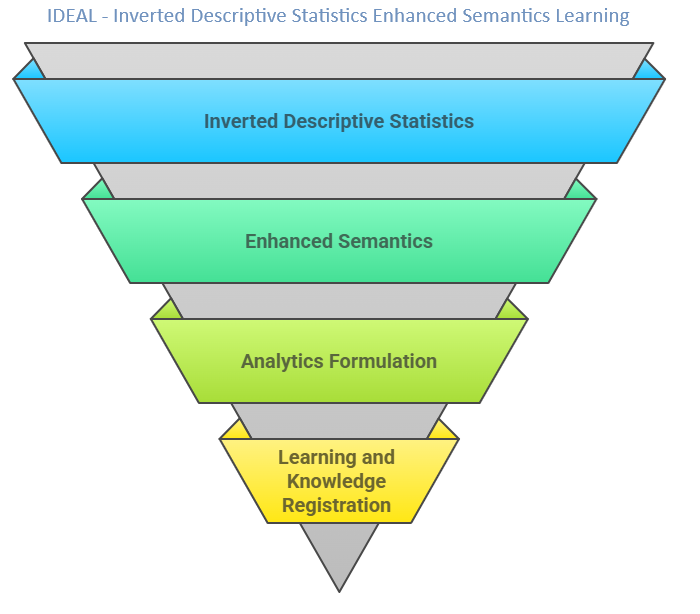 IDEAL - Inverted Descriptive Statistics Enhanced Semantics Learning
Inverted Descriptive Statistics
Enhanced Semantics
Analytics Formulation
Learning and
Knowledge
Registration